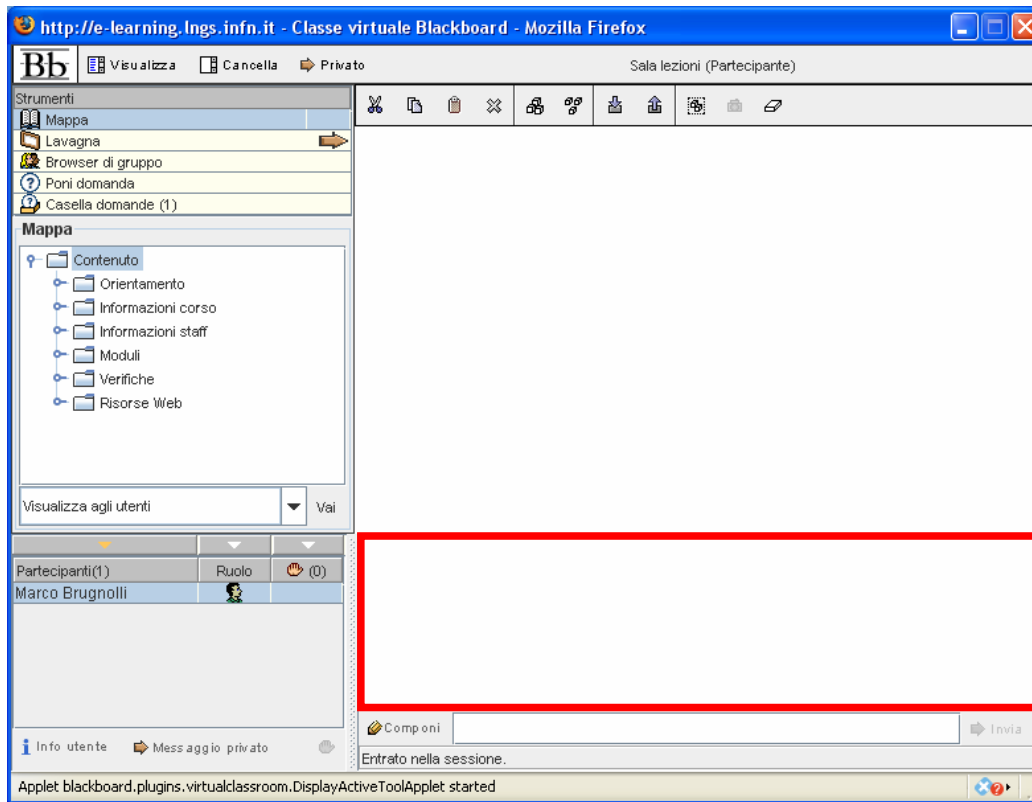 http://e-learning.lngs.infn.it - Classe virtuale Blackboard - Mozilla Firefox
Bb Visualizza Cancella Privato Sala lezioni (Partecipante)
Strumenti
Mappa
Lavagna
Browser di gruppo
Poni domanda
Casella domande (1)
Mappa
Contenuto
Orientamento
Informazioni corso
Informazioni staff
Moduli
Verifiche
Risorse Web
Visualizza agli utenti Vai
Partecipanti(1) Ruolo (0)
Marco Brugnolli
Info utente Messaggio privato
Componi Invia
Entrato nella sessione.
Applet blackboard.plugins.virtualclassroom.DisplayActiveToolApplet started